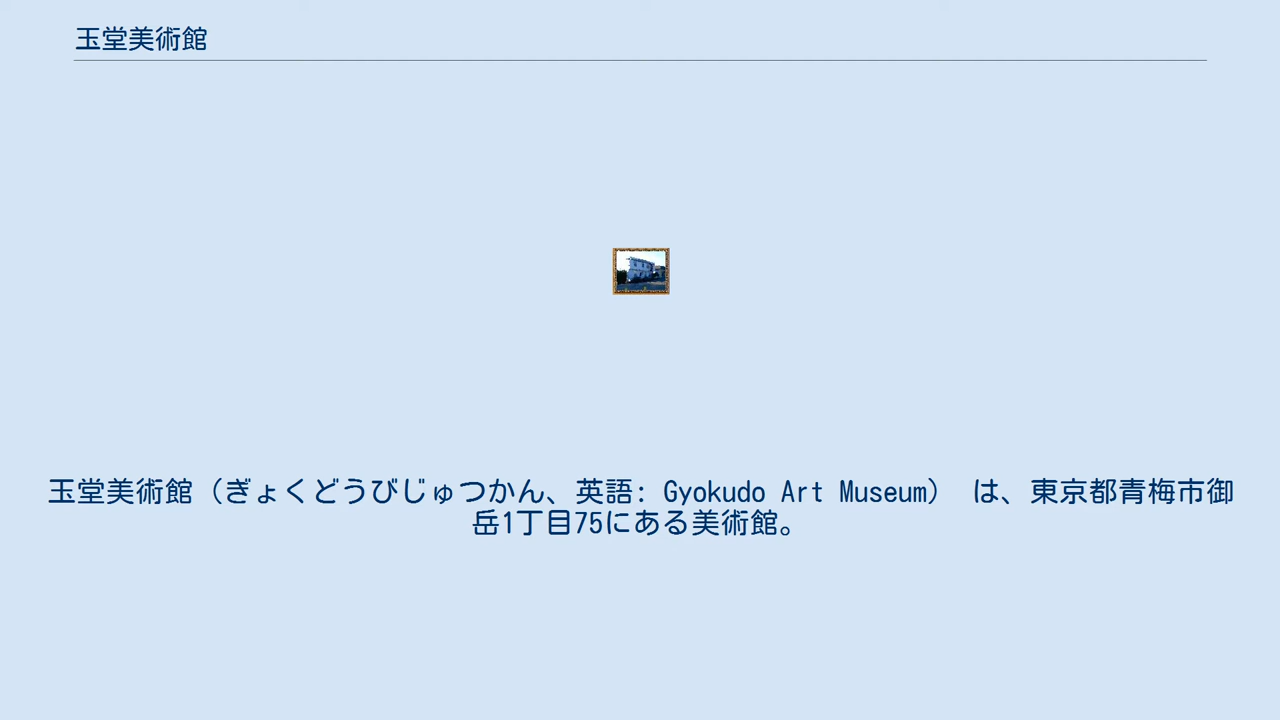 玉堂美術館
玉堂美術館（ぎょくどうびじゅつかん、英語: Gyokudo Art Museum） は、東京都青梅市御
岳1丁目75にある美術館。